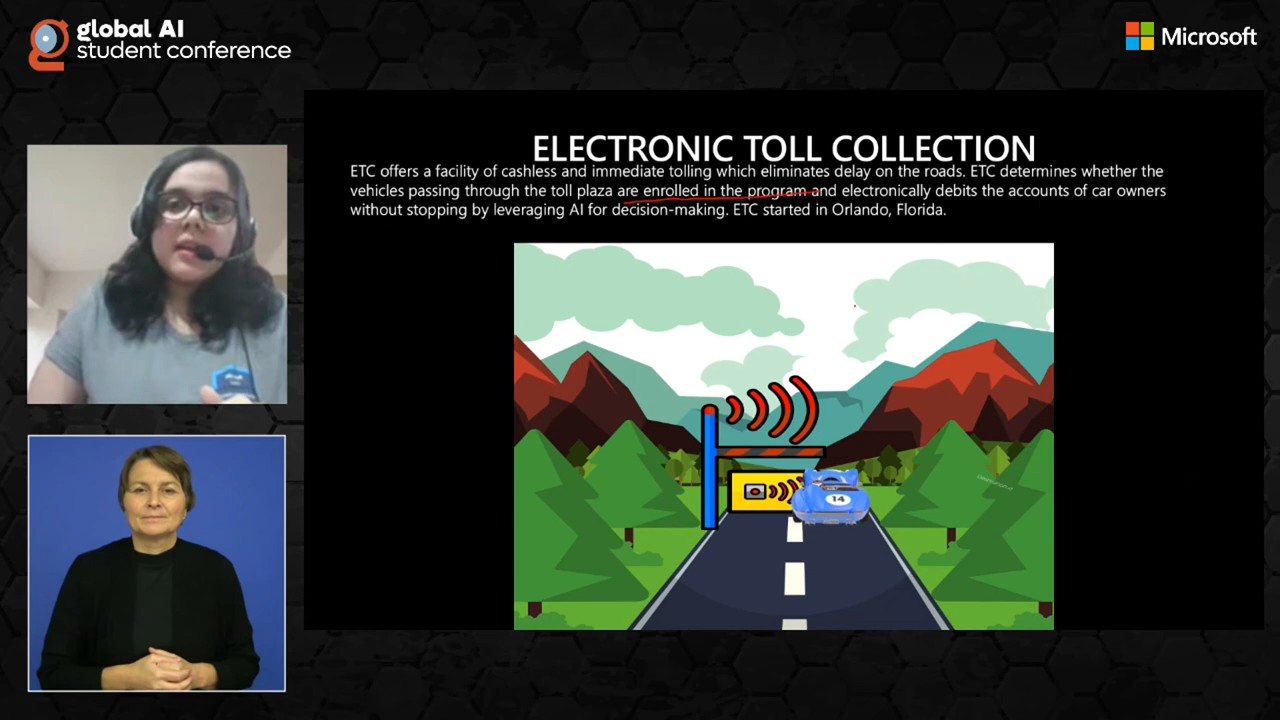 global AI
student conference
Microsoft
ELECTRONIC TOLL COLLECTION
ETC offers a facility of cashless and immediate tolling which eliminates delay on the roads. ETC determines whether the
vehicles passing through the toll plaza are enrolled in the program and electronically debits the accounts of car owners
without stopping by leveraging AI for decision-making. ETC started in Orlando, Florida.
14